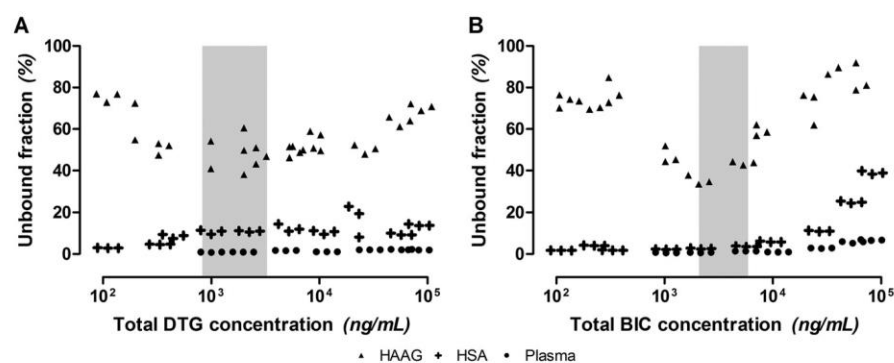 A
Unbound fraction (%)
100
80
60
40
20
0
10²
10³
10⁴
10⁵
Total DTG concentration (ng/mL)
B
Unbound fraction (%)
100
80
60
40
20
0
10²
10³
10⁴
10⁵
Total BIC concentration (ng/mL)
▲ HAAG ✚ HSA ● Plasma